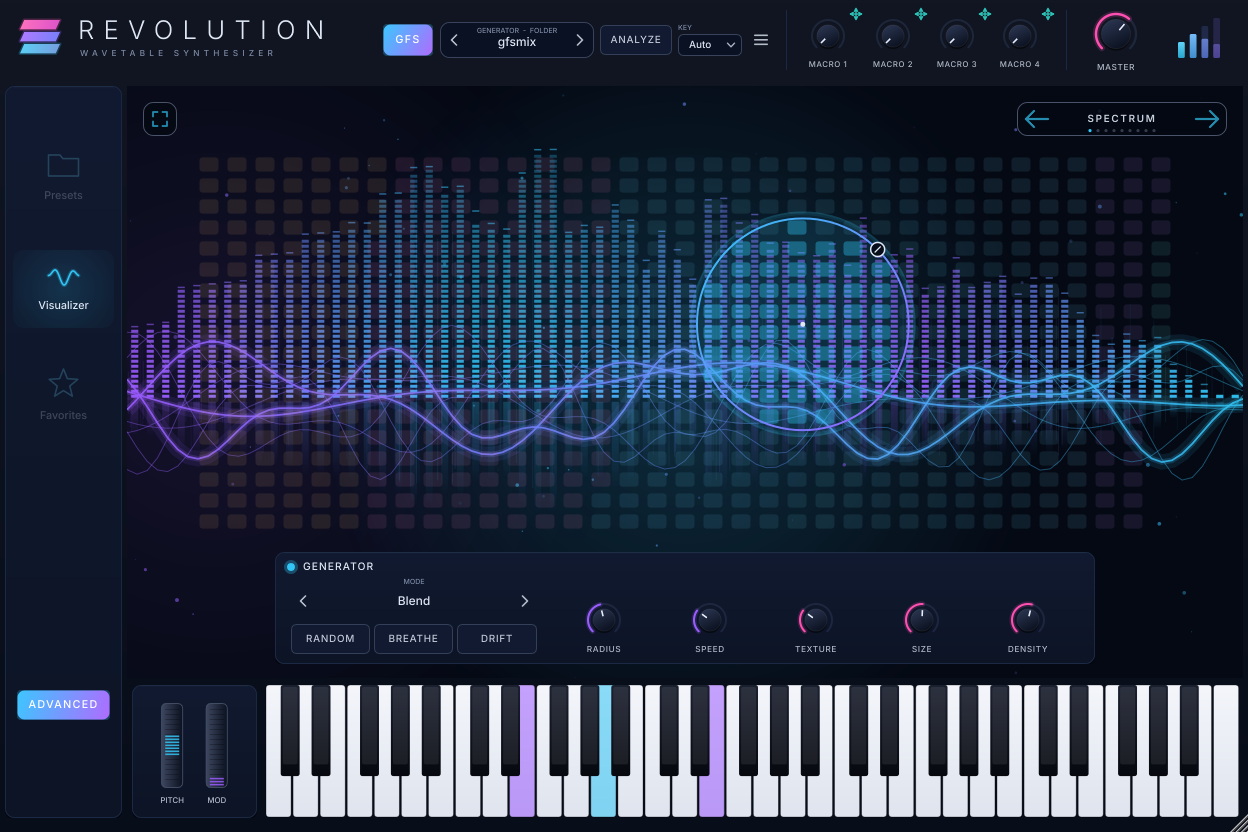 REVOLUTION
WAVETABLE SYNTHESIZER
GFS
GENERATOR - FOLDER
gfsmix
ANALYZE
KEY
Auto
MACRO 1
MACRO 2
MACRO 3
MACRO 4
MASTER
Presets
Visualizer
Favorites
ADVANCED
SPECTRUM
GENERATOR
MODE
Blend
RANDOM
BREATHE
DRIFT
RADIUS
SPEED
TEXTURE
SIZE
DENSITY
PITCH
MOD